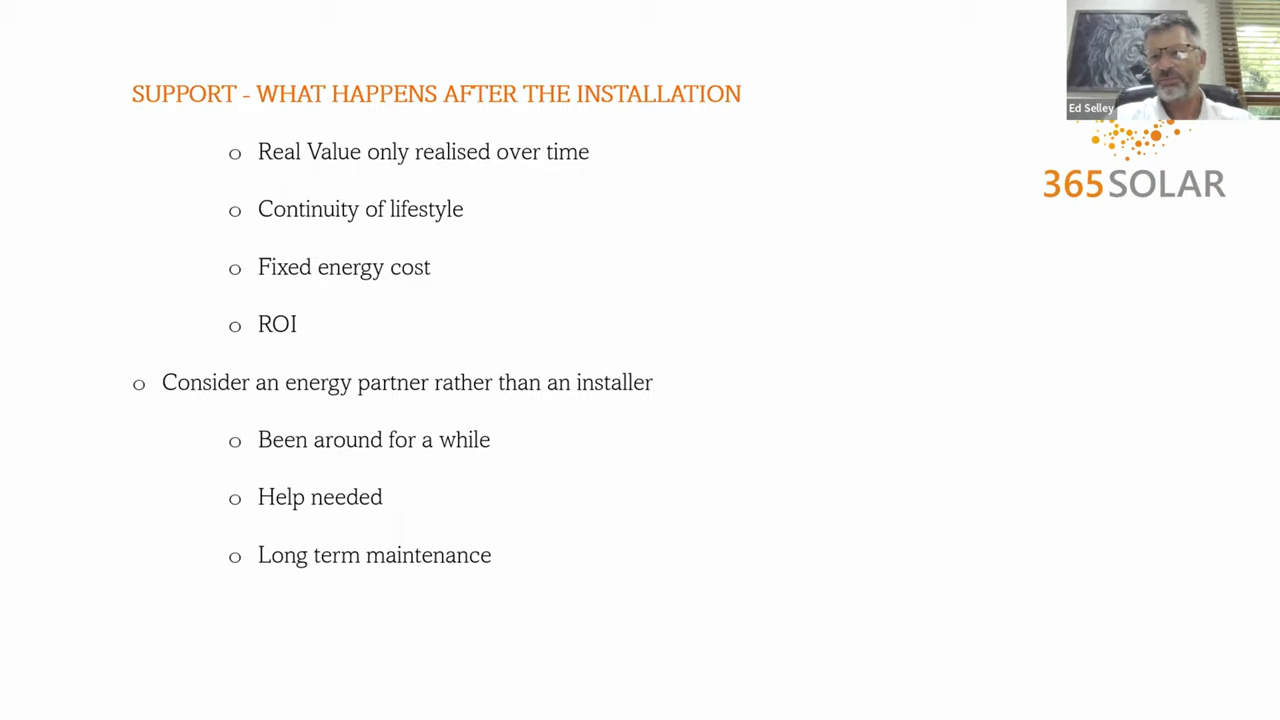 SUPPORT - WHAT HAPPENS AFTER THE INSTALLATION
Ed Selley
365 SOLAR
o Real Value only realised over time
o Continuity of lifestyle
o Fixed energy cost
o ROI
o Consider an energy partner rather than an installer
o Been around for a while
o Help needed
o Long term maintenance